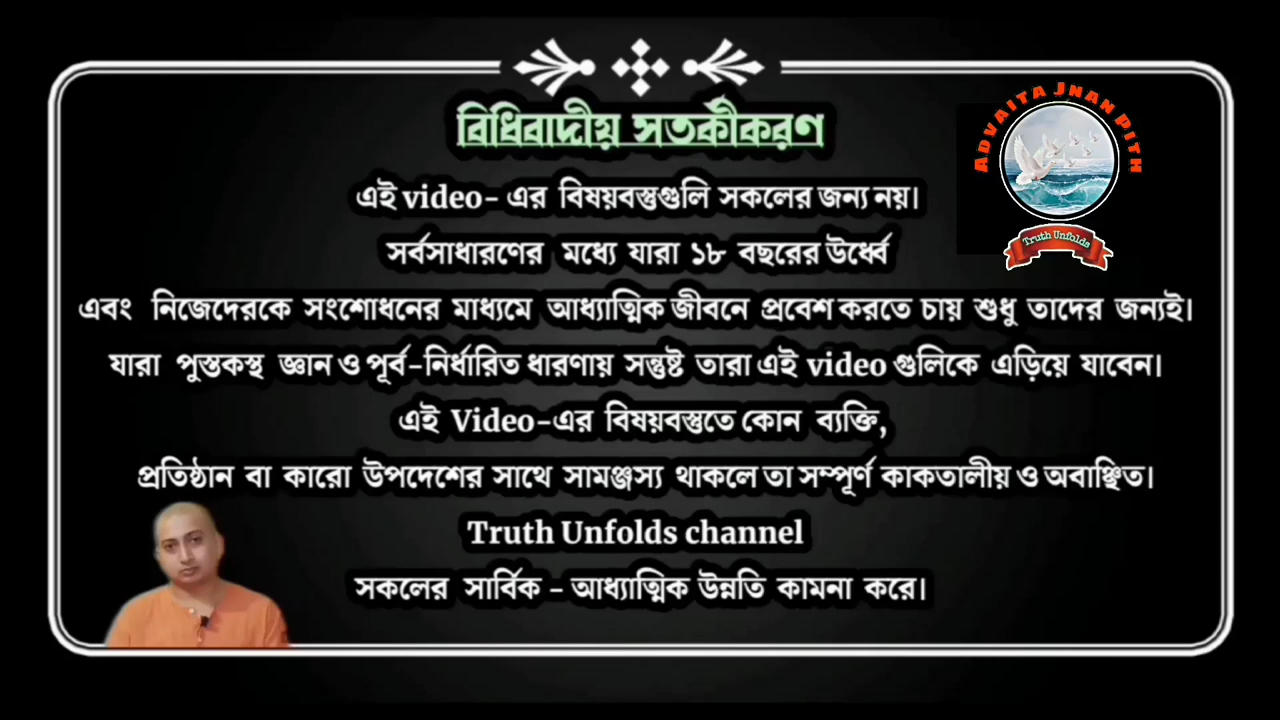 বিধিবাদীয় সতর্কীকরণ
ADVAITA JNAN PITH
Truth Unfolds
এই video- এর বিষয়বস্তুগুলি সকলের জন্য নয়।
সর্বসাধারণের মধ্যে যারা ১৮ বছরের উর্ধ্বে
এবং নিজেদেরকে সংশোধনের মাধ্যমে আধ্যাত্মিক জীবনে প্রবেশ করতে চায় শুধু তাদের জন্যই।
যারা পুস্তকস্থ জ্ঞান ও পূর্ব-নির্ধারিত ধারণায় সন্তুষ্ট তারা এই video গুলিকে এড়িয়ে যাবেন।
এই Video-এর বিষয়বস্তুতে কোন ব্যক্তি,
প্রতিষ্ঠান বা কারো উপদেশের সাথে সামঞ্জস্য থাকলে তা সম্পূর্ণ কাকতালীয় ও অবাঞ্ছিত।
Truth Unfolds channel
সকলের সার্বিক - আধ্যাত্মিক উন্নতি কামনা করে।